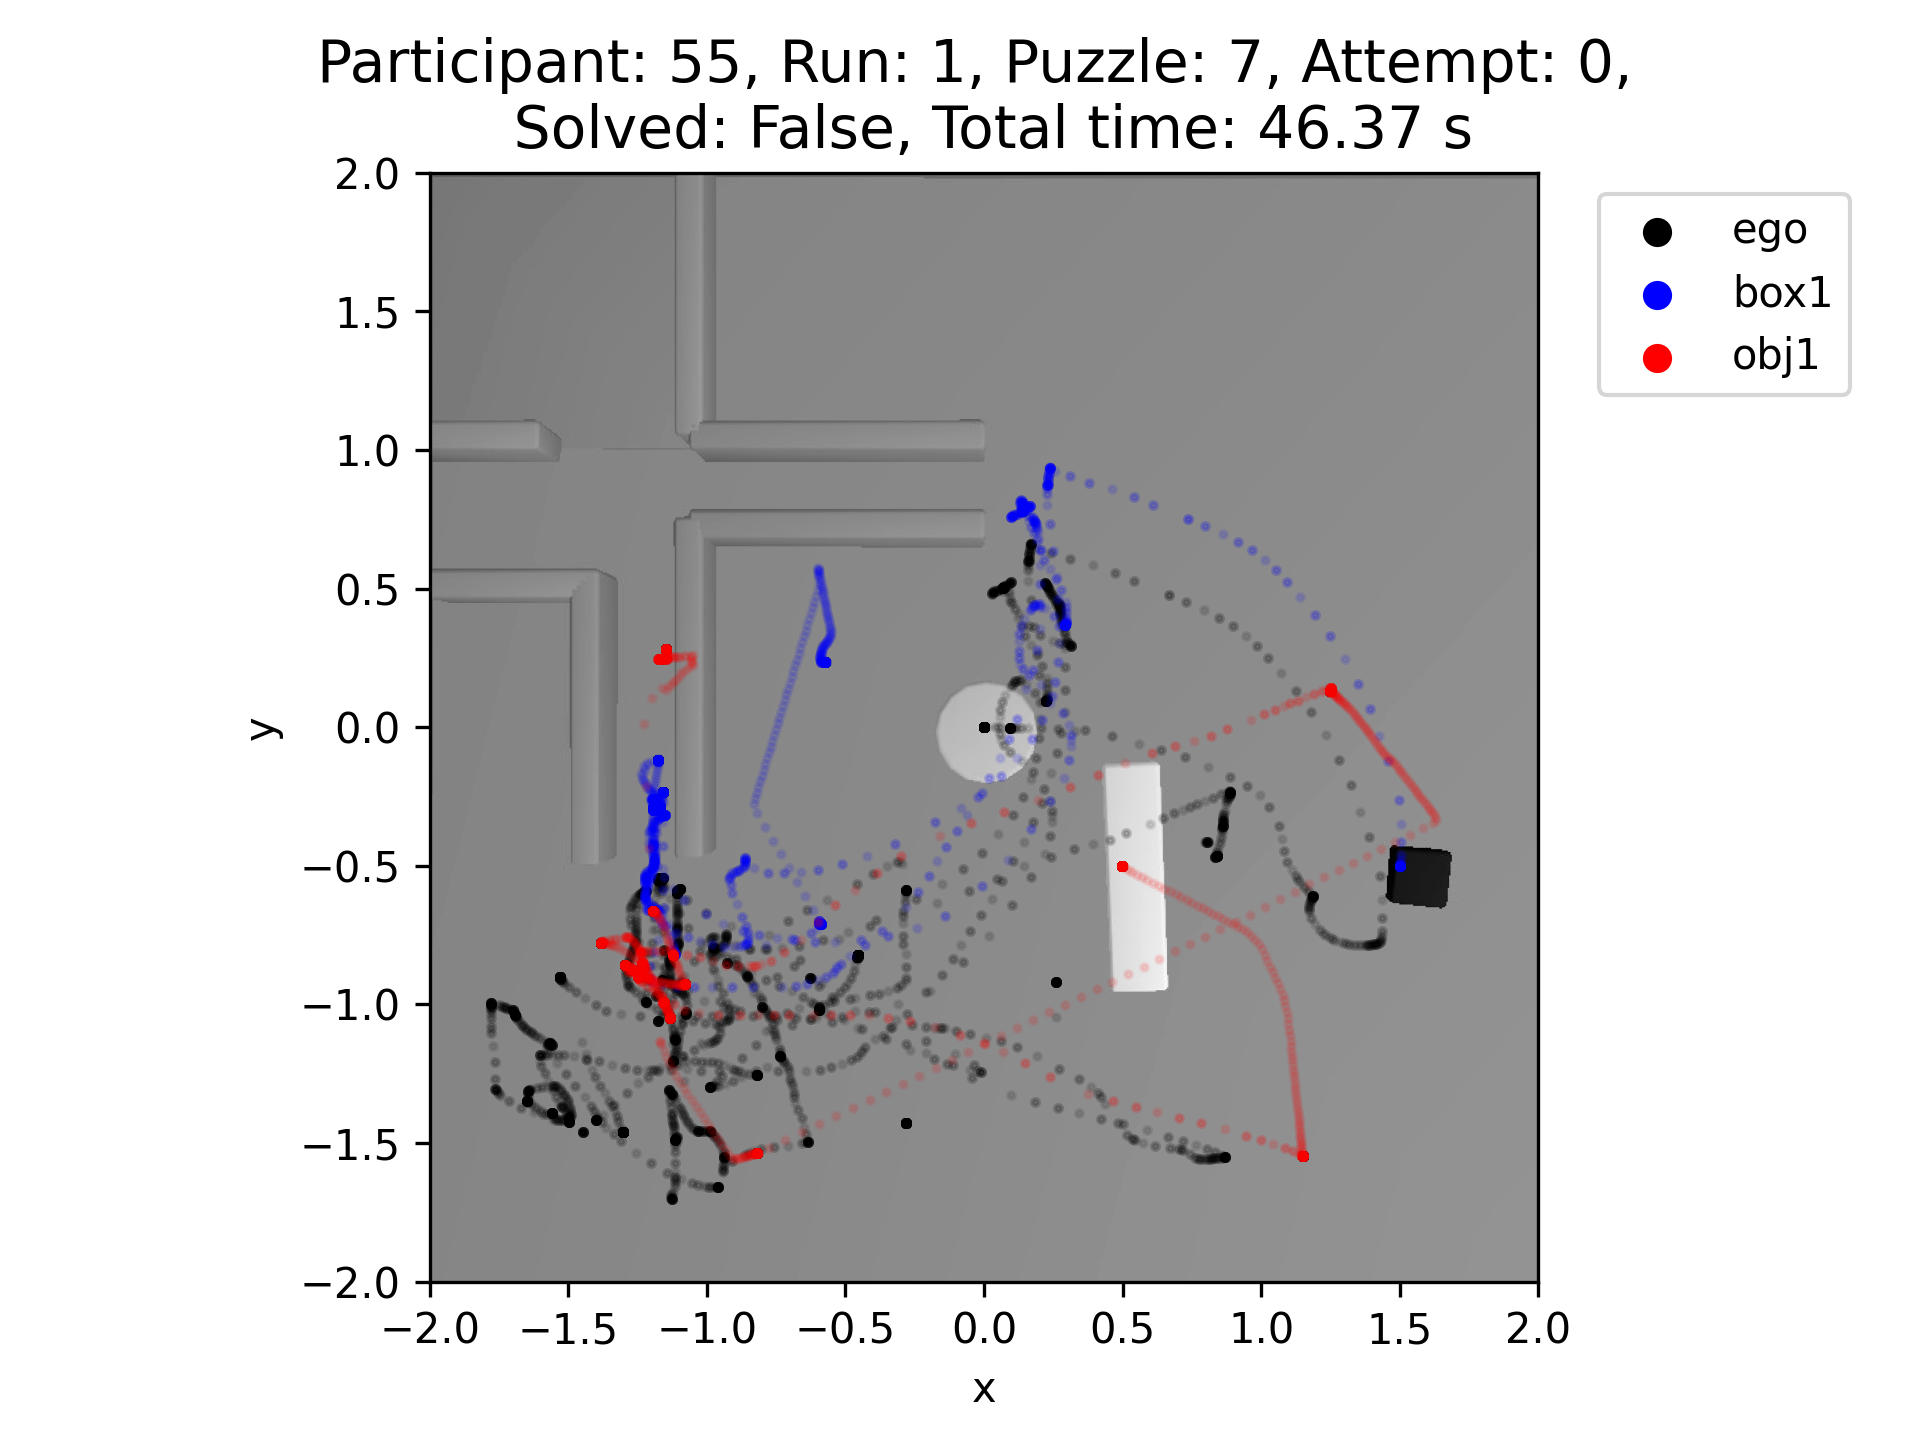 Participant: 55, Run: 1, Puzzle: 7, Attempt: 0,
Solved: False, Total time: 46.37 s
2.0
1.5
1.0
0.5
0.0
−0.5
−1.0
−1.5
−2.0
y
−2.0 −1.5 −1.0 −0.5 0.0 0.5 1.0 1.5 2.0
x
ego
box1
obj1